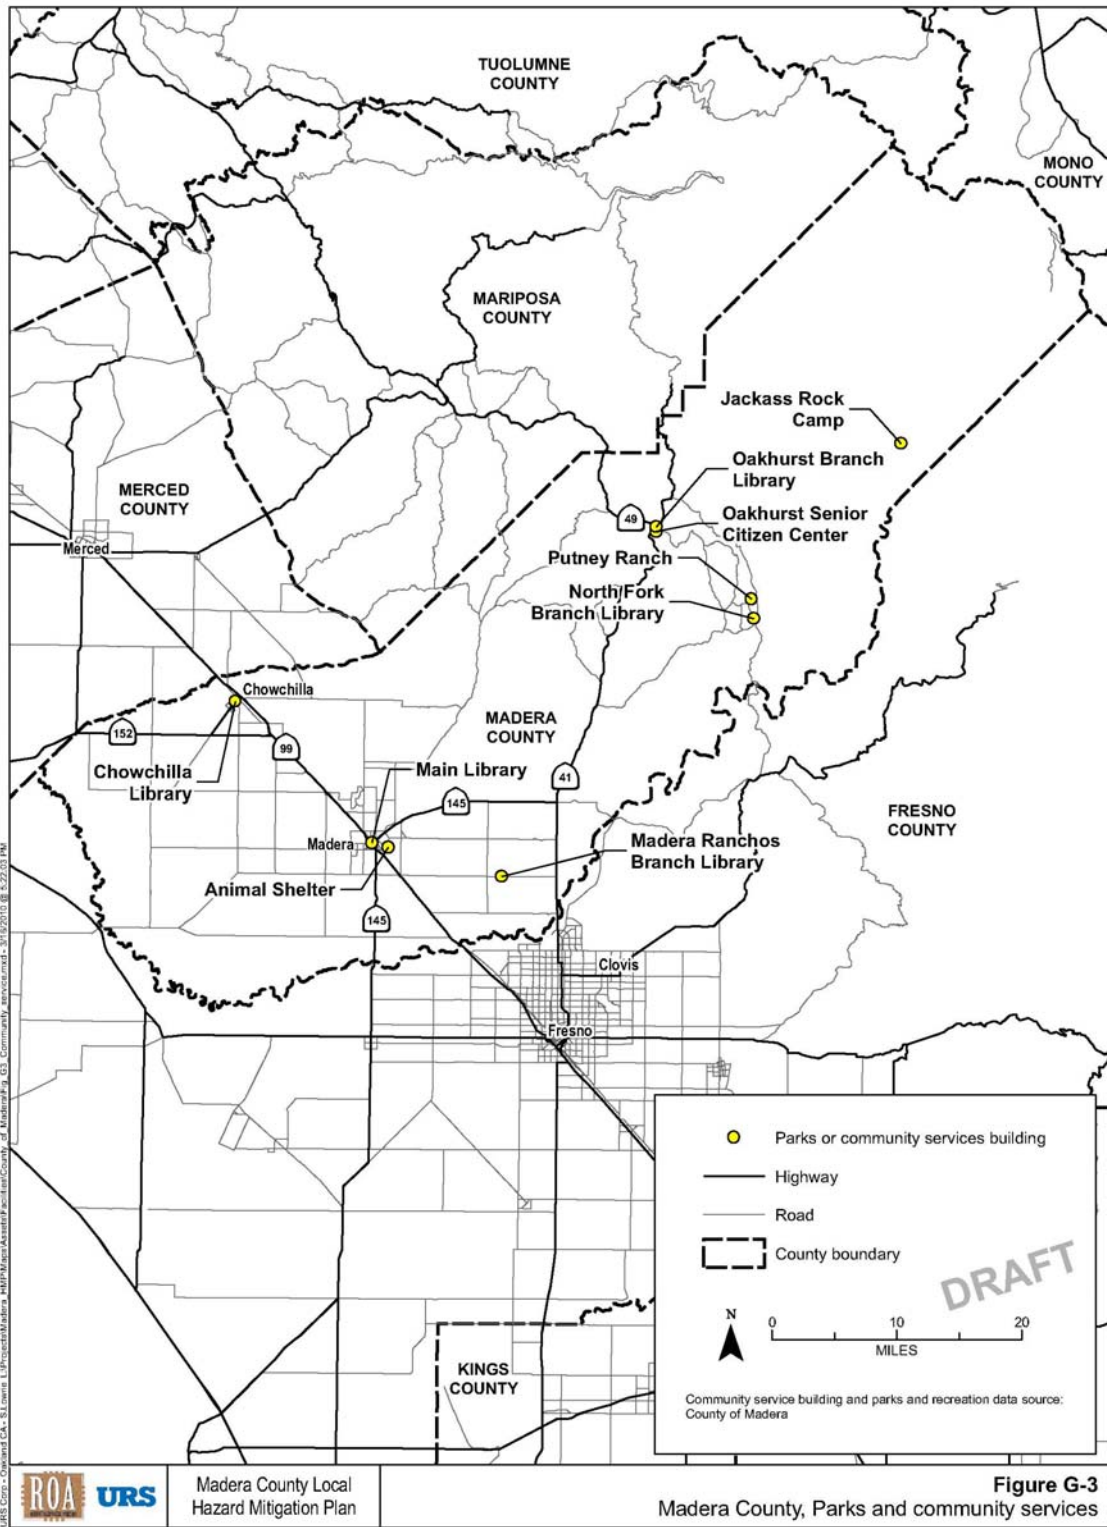 TUOLUMNE
COUNTY
MONO
COUNTY
MARIPOSA
COUNTY
Jackass Rock
Camp
Oakhurst Branch
Library
MERCED
COUNTY
49
Oakhurst Senior
Citizen Center
Merced
Putney Ranch
North Fork
Branch Library
Chowchilla
MADERA
COUNTY
152
99
Chowchilla
Library
Main Library
41
145
FRESNO
COUNTY
Madera
Madera Ranchos
Branch Library
Animal Shelter
145
Clovis
Fresno
Parks or community services building
Highway
Road
County boundary
DRAFT
N
0 10 20
MILES
KINGS
COUNTY
Community service building and parks and recreation data source:
County of Madera
ROA
URS
Madera County Local
Hazard Mitigation Plan
Figure G-3
Madera County, Parks and community services